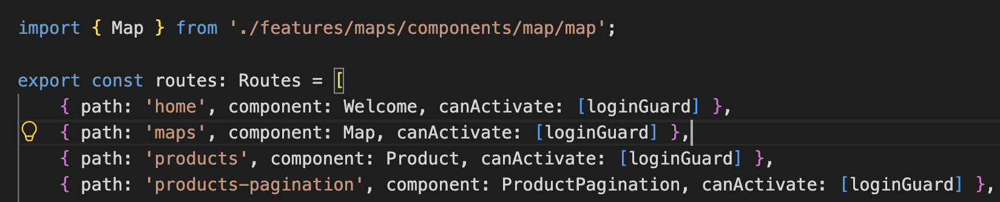 import { Map } from './features/maps/components/map/map';
export const routes: Routes = [
{ path: 'home', component: Welcome, canActivate: [loginGuard] },
{ path: 'maps', component: Map, canActivate: [loginGuard] },
{ path: 'products', component: Product, canActivate: [loginGuard] },
{ path: 'products-pagination', component: ProductPagination, canActivate: [loginGuard] },